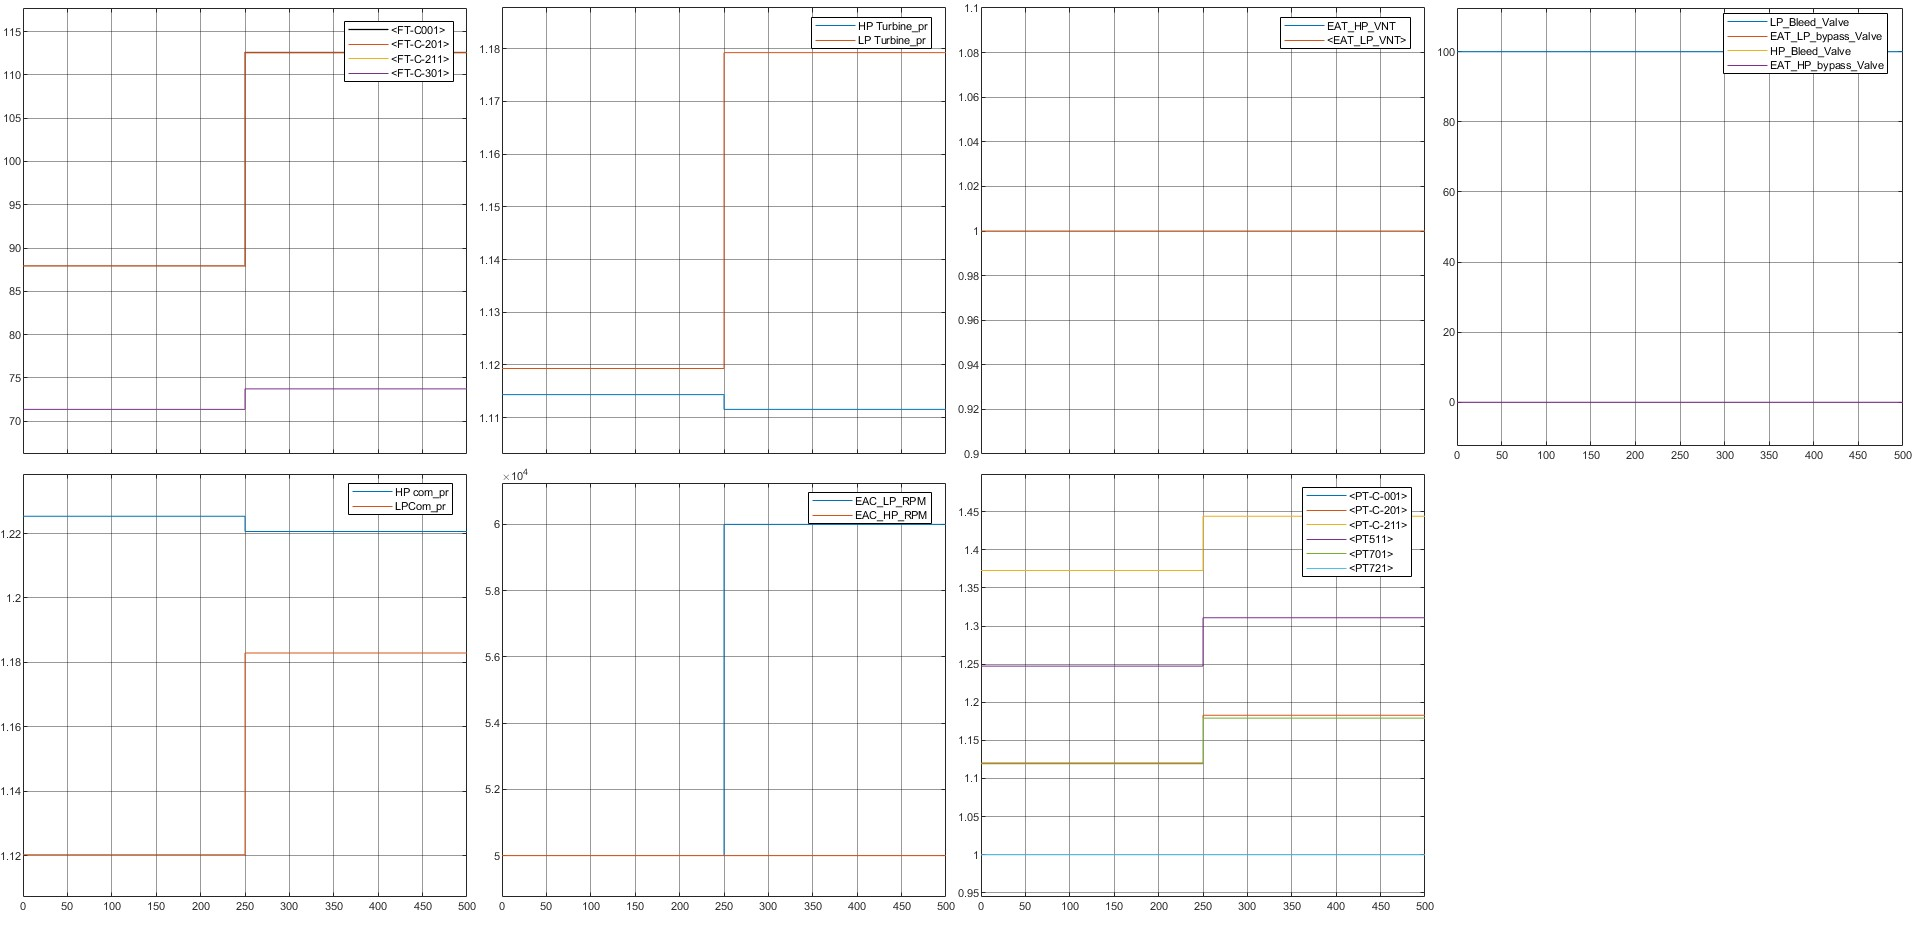 115
110
105
100
95
90
85
80
75
70
<FT-C001>
<FT-C-201>
<FT-C-211>
<FT-C-301>
1.18
1.17
1.16
1.15
1.14
1.13
1.12
1.11
HP Turbine_pr
LP Turbine_pr
1.1
1.08
1.06
1.04
1.02
1
0.98
0.96
0.94
0.92
0.9
EAT_HP_VNT
<EAT_LP_VNT>
100
80
60
40
20
0
LP_Bleed_Valve
EAT_LP_bypass_Valve
HP_Bleed_Valve
EAT_HP_bypass_Valve
0 50 100 150 200 250 300 350 400 450 500
1.22
1.2
1.18
1.16
1.14
1.12
HP com_pr
LPCom_pr
0 50 100 150 200 250 300 350 400 450 500
×10⁴
6
5.8
5.6
5.4
5.2
5
EAC_LP_RPM
EAC_HP_RPM
0 50 100 150 200 250 300 350 400 450 500
1.45
1.4
1.35
1.3
1.25
1.2
1.15
1.1
1.05
1
0.95
<PT-C-001>
<PT-C-201>
<PT-C-211>
<PT511>
<PT701>
<PT721>
0 50 100 150 200 250 300 350 400 450 500